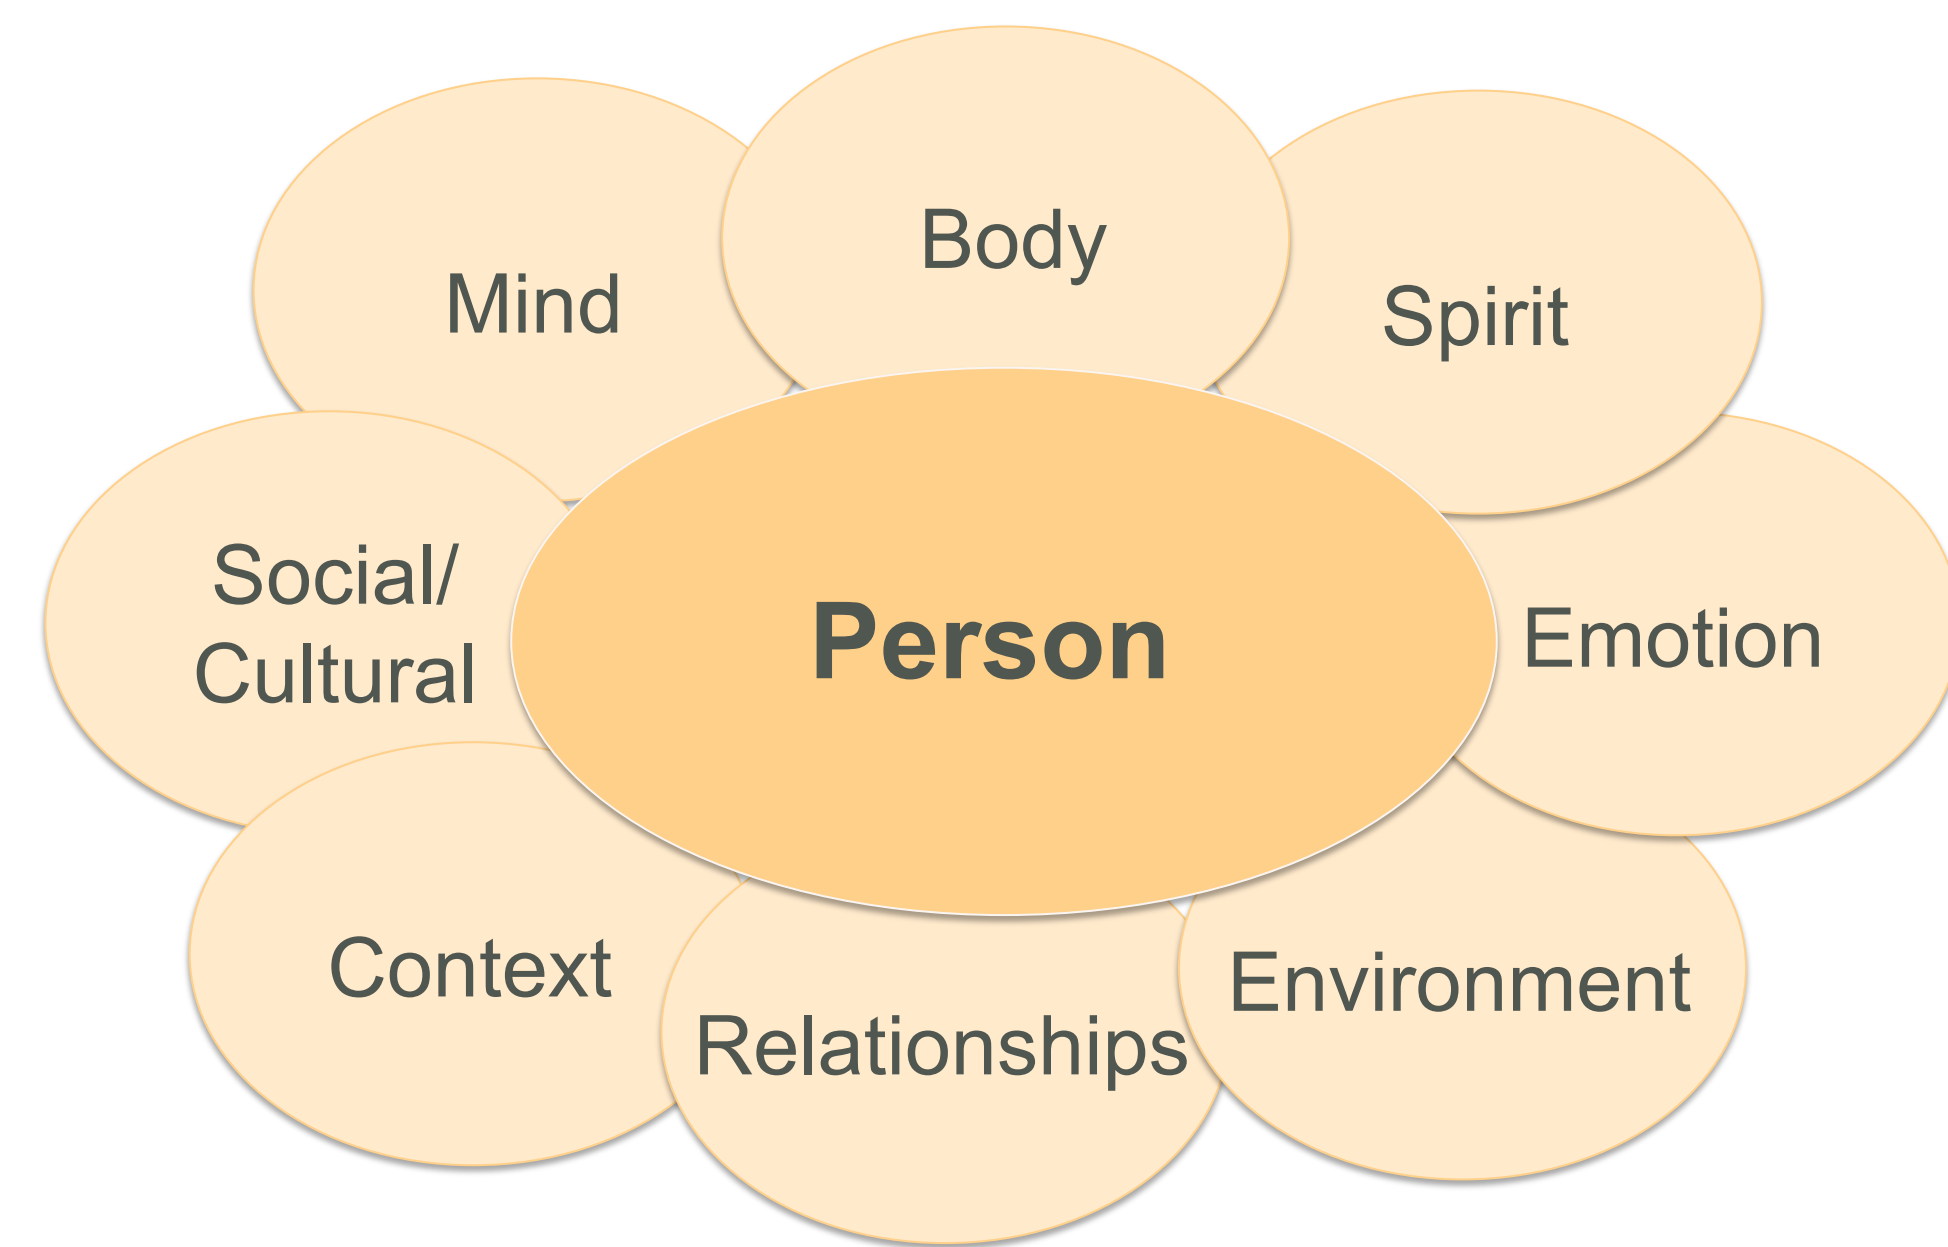 Body
Mind
Spirit
Social/
Cultural
Person
Emotion
Context
Environment
Relationships